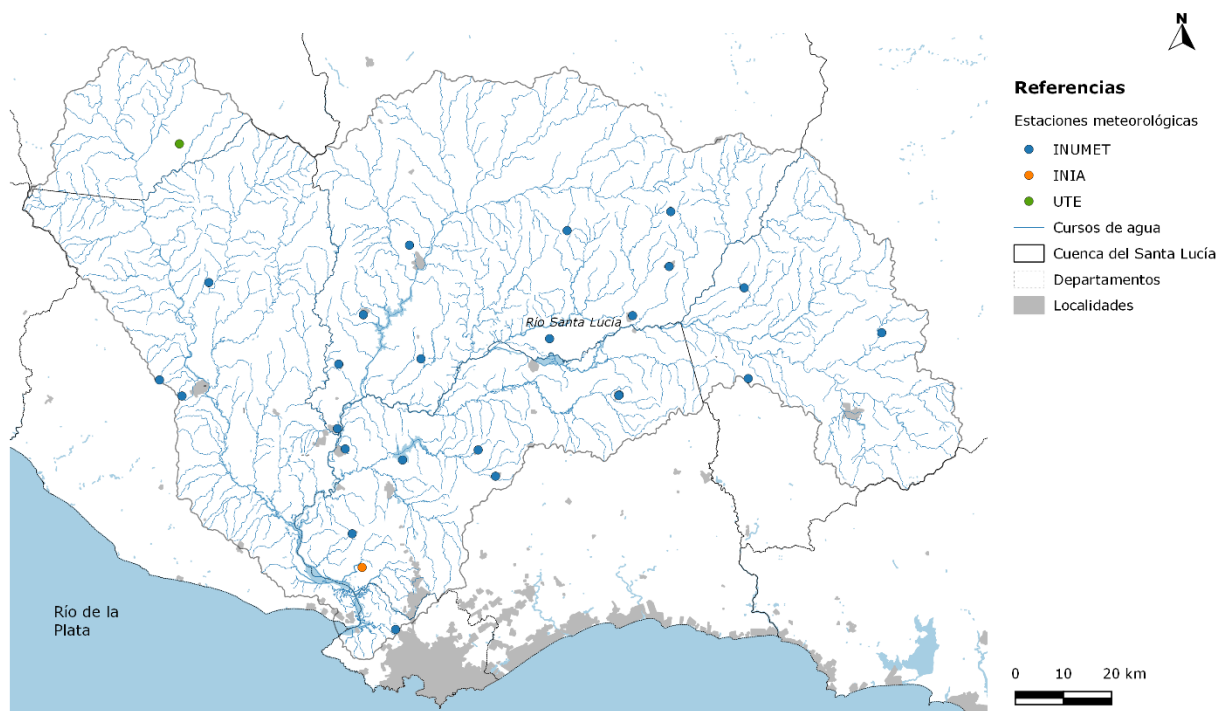 N
Referencias
Estaciones meteorológicas
INUMET
INIA
UTE
Cursos de agua
Cuenca del Santa Lucía
Departamentos
Localidades
Río Santa Lucía
Río de la
Plata
0 10 20 km